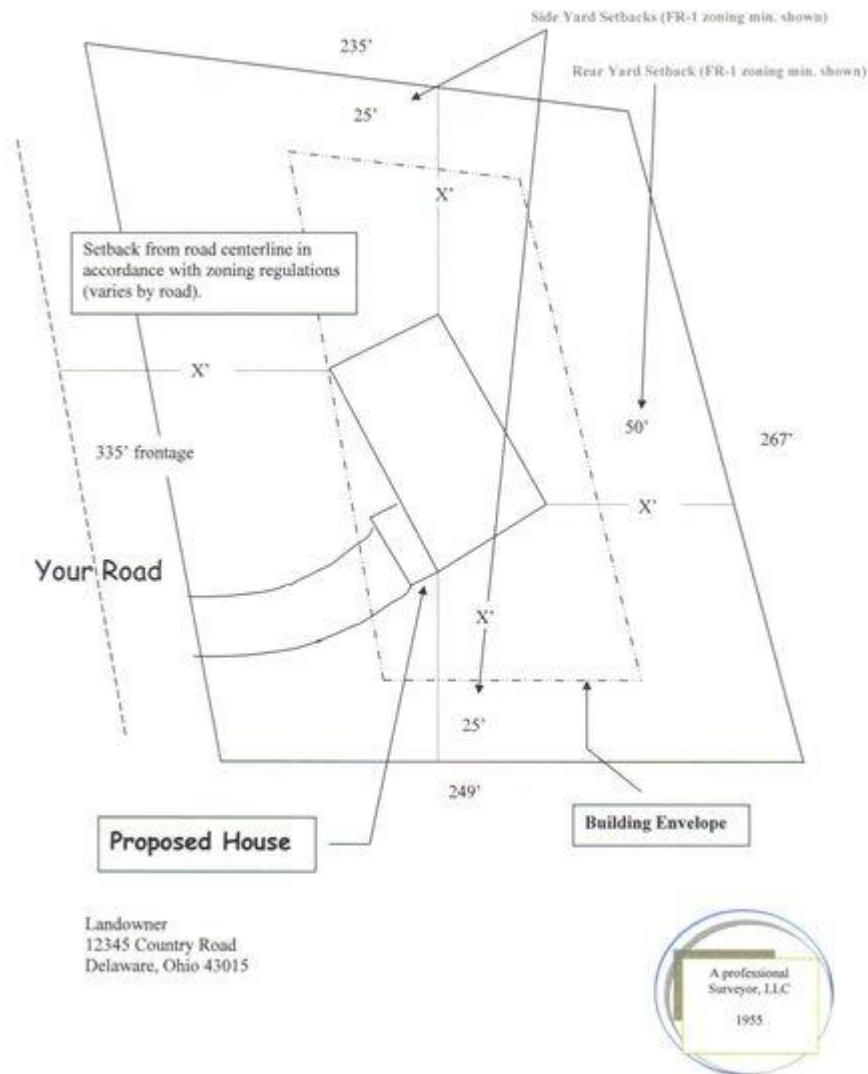 Side Yard Setbacks (FR-1 zoning min. shown)
235'
Rear Yard Setback (FR-1 zoning min. shown)
25'
X'
Setback from road centerline in
accordance with zoning regulations
(varies by road).
X'
50'
267'
335' frontage
X'
Your Road
X'
25'
249'
Proposed House
Building Envelope
Landowner
12345 Country Road
Delaware, Ohio 43015
A professional
Surveyor, LLC
1955